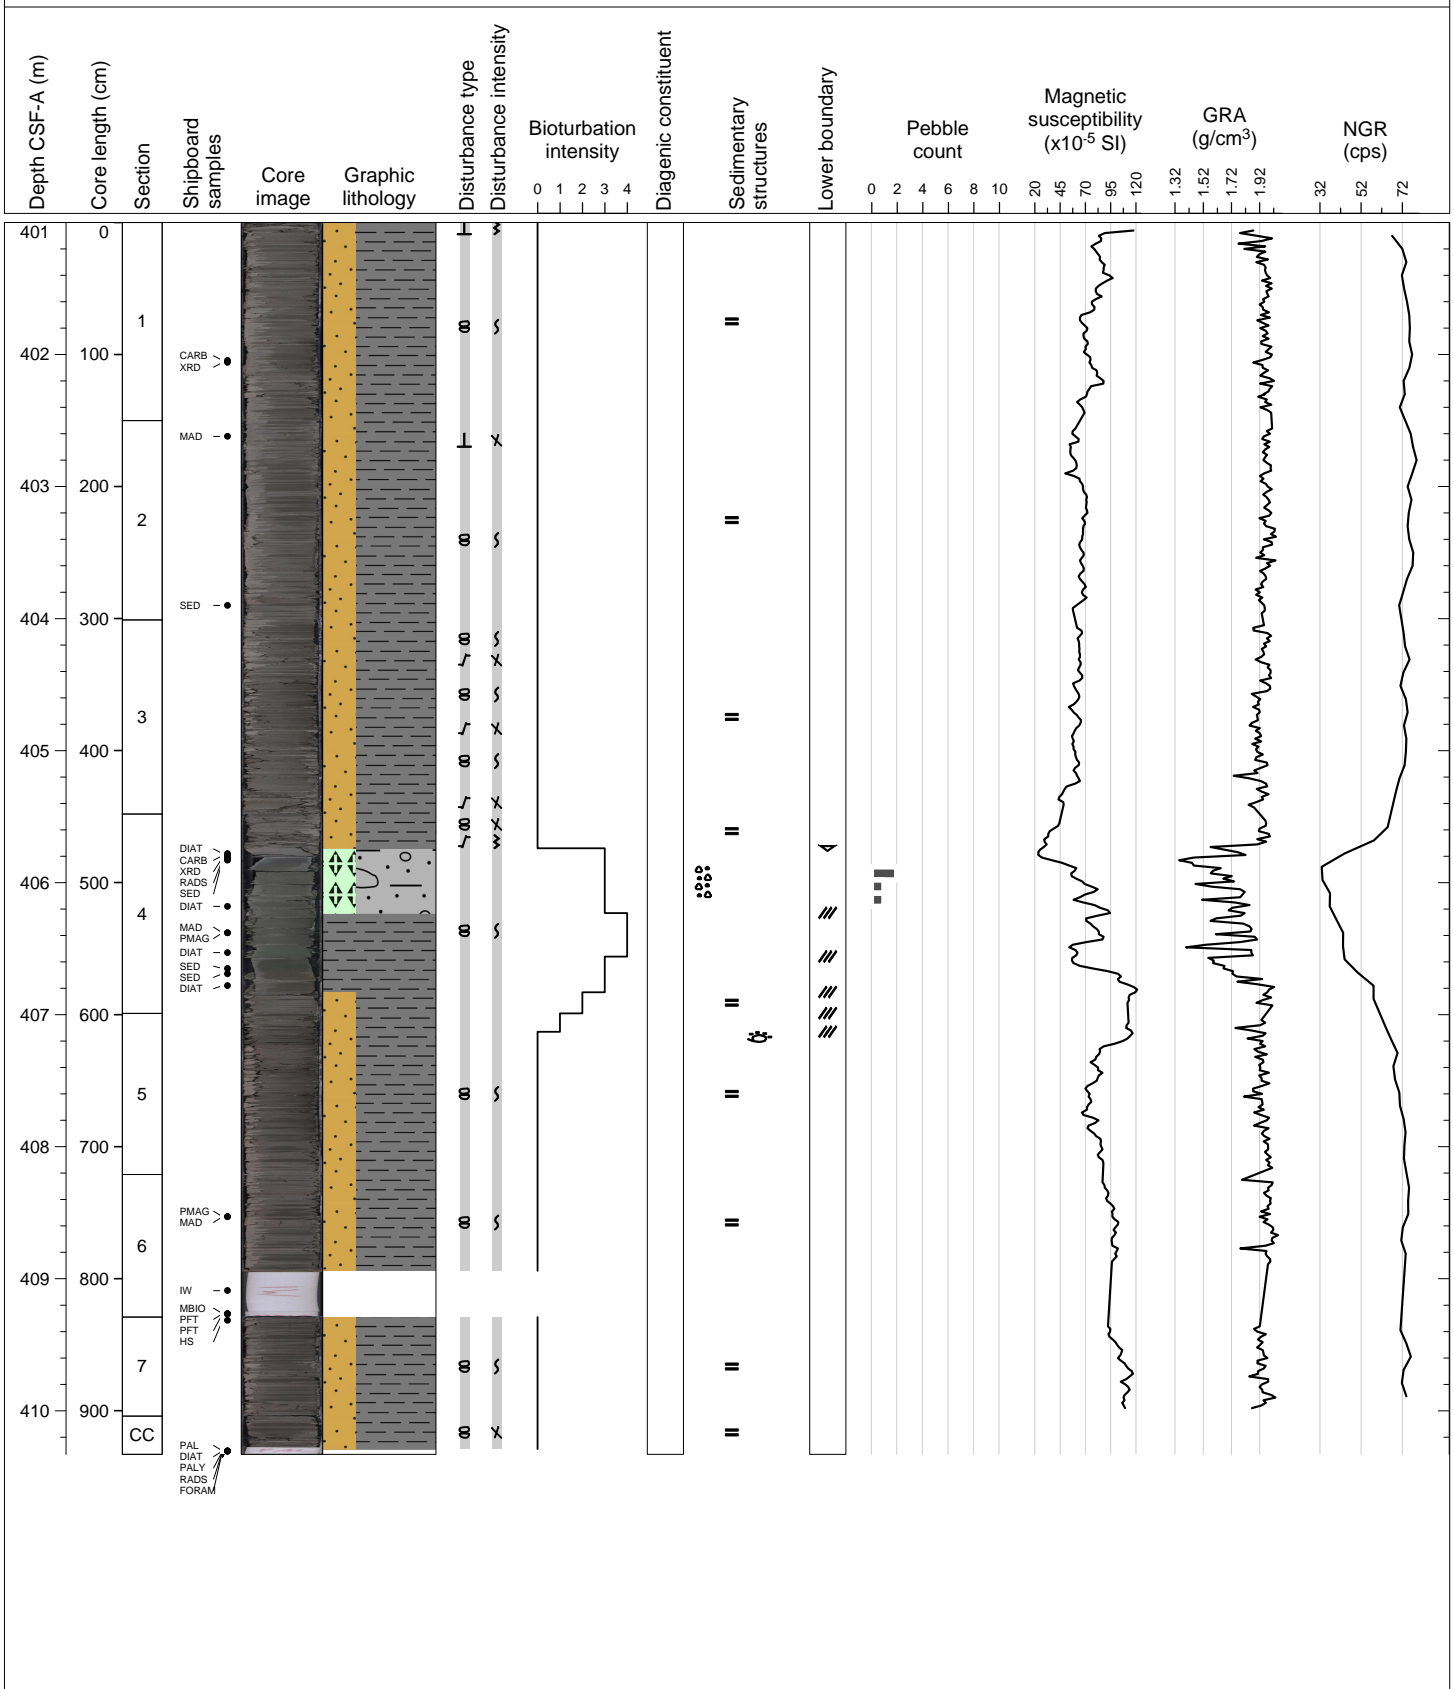 Depth CSF-A (m)
Core length (cm)
Section
Shipboard
samples
Core
image
Graphic
lithology
Disturbance type
Disturbance intensity
Bioturbation
intensity
0 1 2 3 4
Diagenic constituent
Sedimentary
structures
Lower boundary
Pebble
count
0 2 4 6 8 10
Magnetic
susceptibility
(x10-5 SI)
20 45 70 95 120
GRA
(g/cm3)
1.32 1.52 1.72 1.92
NGR
(cps)
32 52 72
401 0
1
CARB
402 100
XRD
MAD
403 200
2
SED
404 300
3
405 400
DIAT
CARB
XRD
406 500
RADS
SED
DIAT
4
MAD
PMAG
DIAT
SED
SED
DIAT
407 600
5
408 700
PMAG
MAD
6
409 800
IW
MBIO
PFT
PFT
HS
7
410 900
CC
PAL
DIAT
PALY
RADS
FORAM